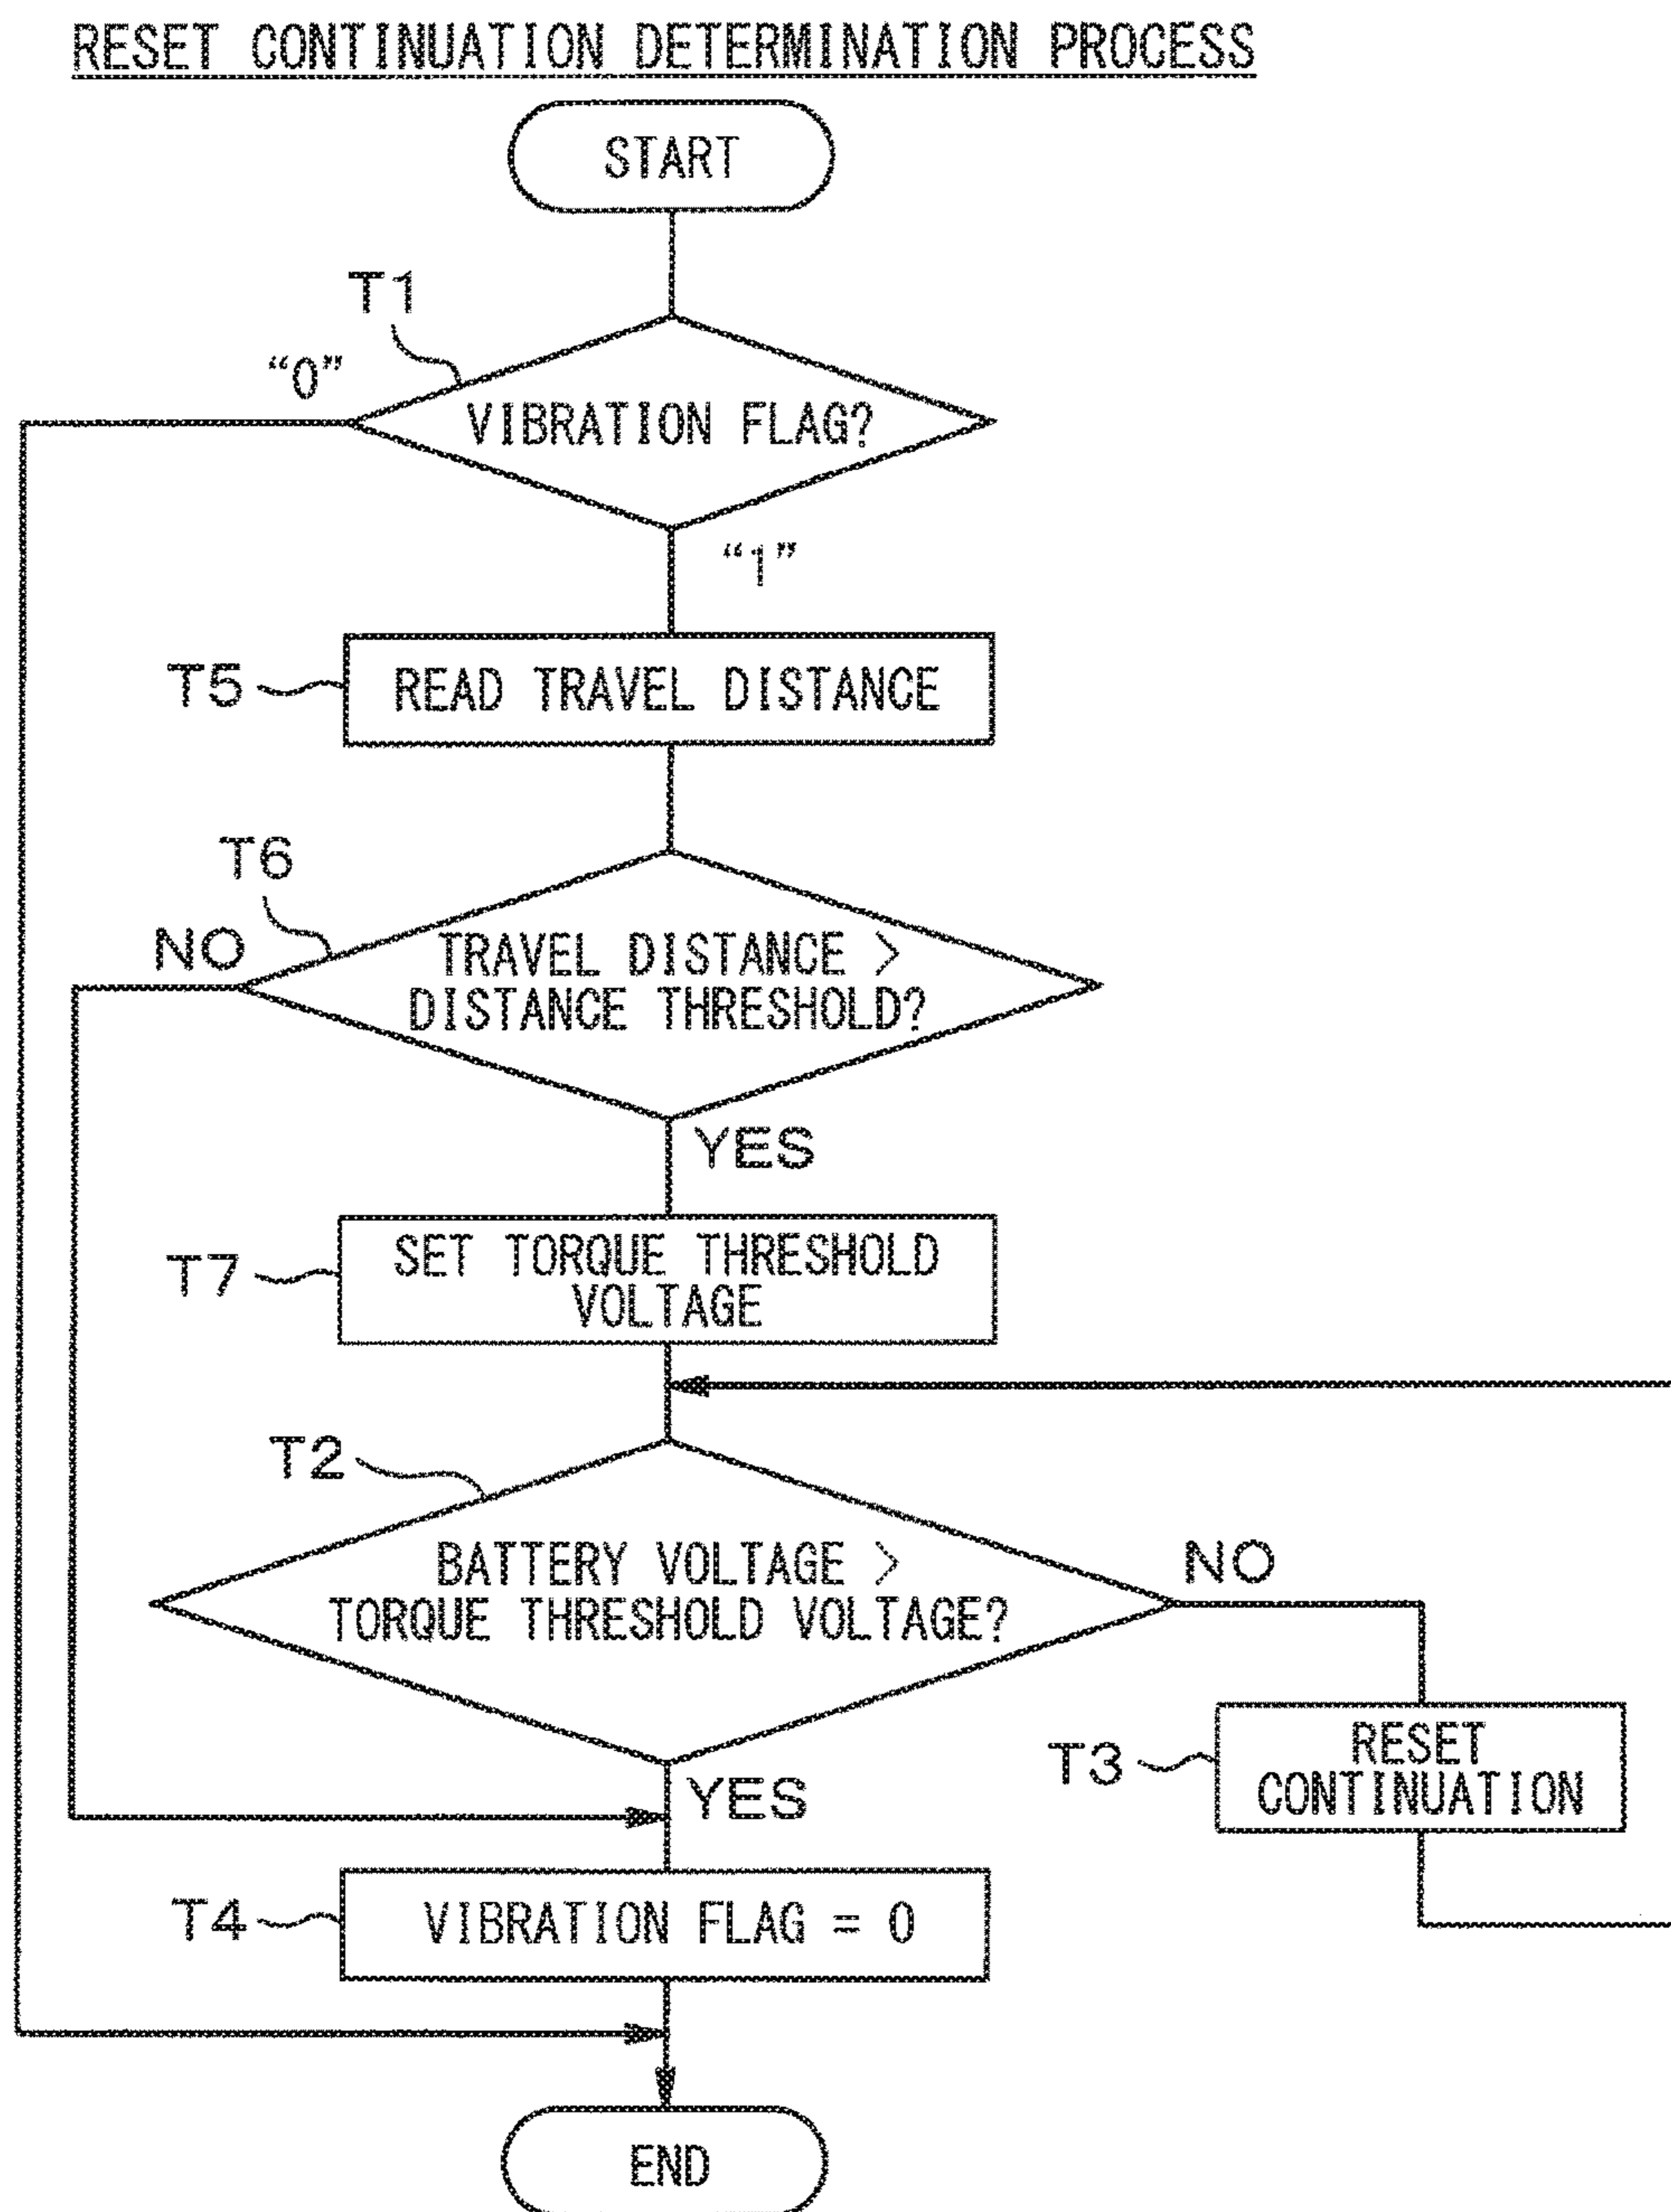 RESET CONTINUATION DETERMINATION PROCESS
START
T1
“0”
VIBRATION FLAG?
“1”
T5
READ TRAVEL DISTANCE
T6
NO
TRAVEL DISTANCE >
DISTANCE THRESHOLD?
YES
T7
SET TORQUE THRESHOLD
VOLTAGE
T2
BATTERY VOLTAGE >
TORQUE THRESHOLD VOLTAGE?
NO
YES
T3
RESET
CONTINUATION
T4
VIBRATION FLAG = 0
END